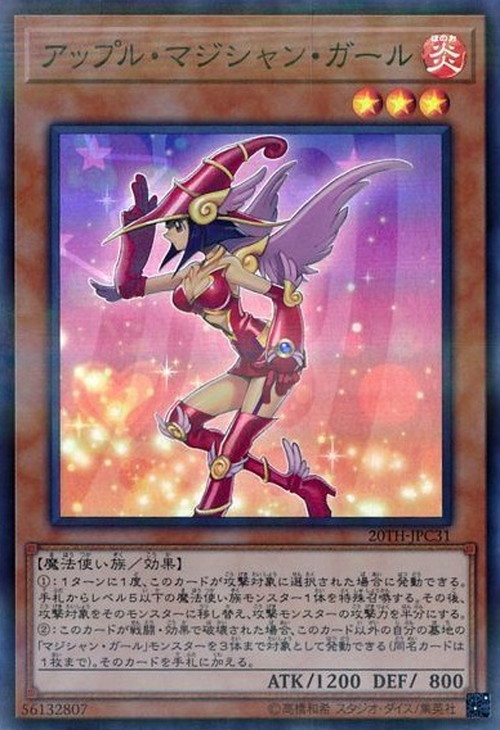 アップル・マジシャン・ガール
炎
ほのお
20TH-JPC31
【魔法使い族／効果】
①：1ターンに1度、このカードが攻撃対象に選択された場合に発動できる。
手札からレベル5以下の魔法使い族モンスター1体を特殊召喚する。その後、
攻撃対象をそのモンスターに移し替え、攻撃モンスターの攻撃力を半分にする。
②：このカードが戦闘・効果で破壊された場合、このカード以外の自分の墓地の
「マジシャン・ガール」モンスターを3体まで対象として発動できる（同名カードは
1枚まで）。そのカードを手札に加える。
ATK/1200 DEF/ 800
56132807
©高橋和希 スタジオ・ダイス/集英社